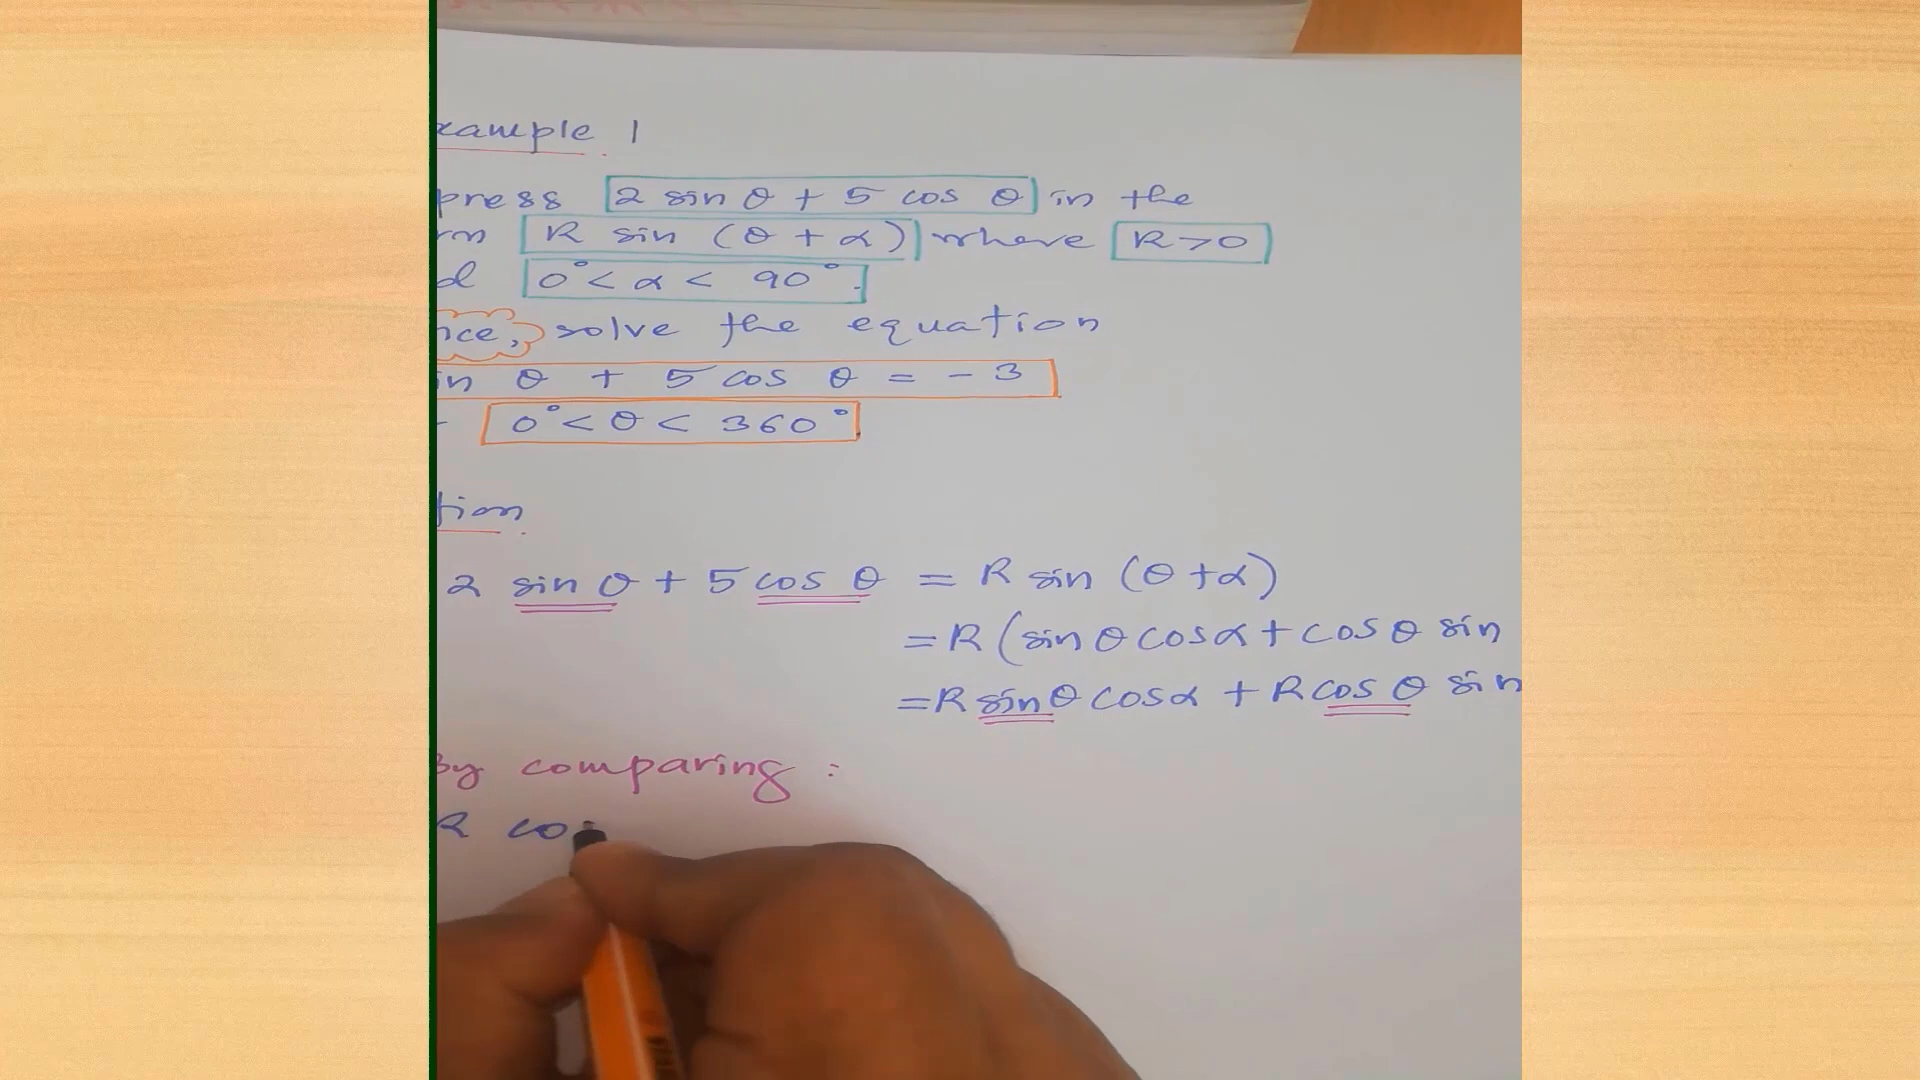 xample 1
press 2 sin θ + 5 cos θ in the
rm R sin (θ + α) where R > 0
d 0° < α < 90°.
nce, solve the equation
in θ + 5 cos θ = - 3
0° < θ < 360°
tion
2 sin θ + 5 cos θ = R sin (θ + α)
= R (sin θ cos α + cos θ sin
= R sin θ cos α + R cos θ sin
By comparing :
R co